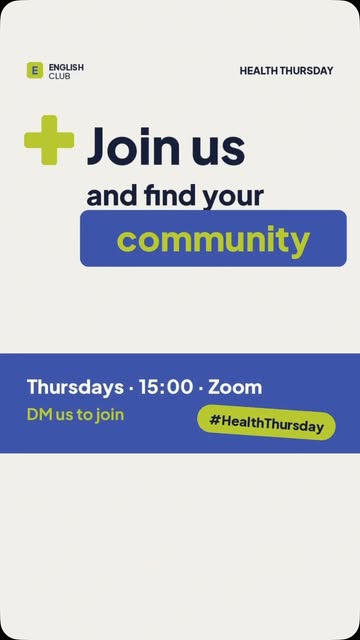 E
ENGLISH
CLUB
HEALTH THURSDAY
Join us
and find your
community
Thursdays · 15:00 · Zoom
DM us to join
#HealthThursday